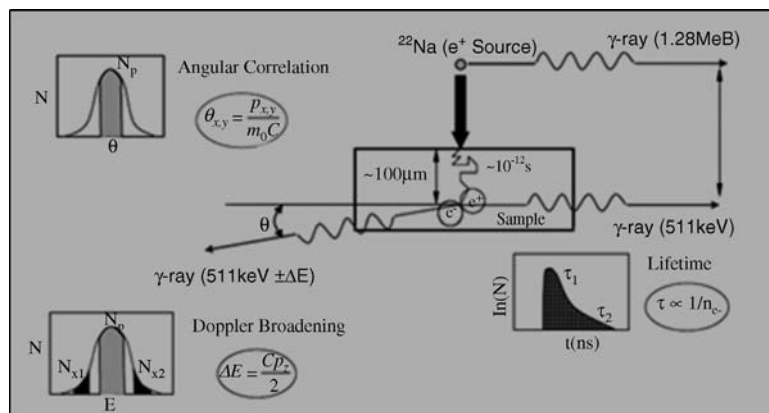 ²²Na (e⁺ Source)
γ-ray (1.28MeB)
N
Nₚ
θ
Angular Correlation
θx,y = px,y / m₀C
~100μm
~10⁻¹²s
e⁻
e⁺
Sample
θ
γ-ray (511keV)
γ-ray (511keV ±ΔE)
N
Nₚ
Nx1
Nx2
E
Doppler Broadening
ΔE = Cpz / 2
ln(N)
τ₁
τ₂
t(ns)
Lifetime
τ ∝ 1/nₑ₋